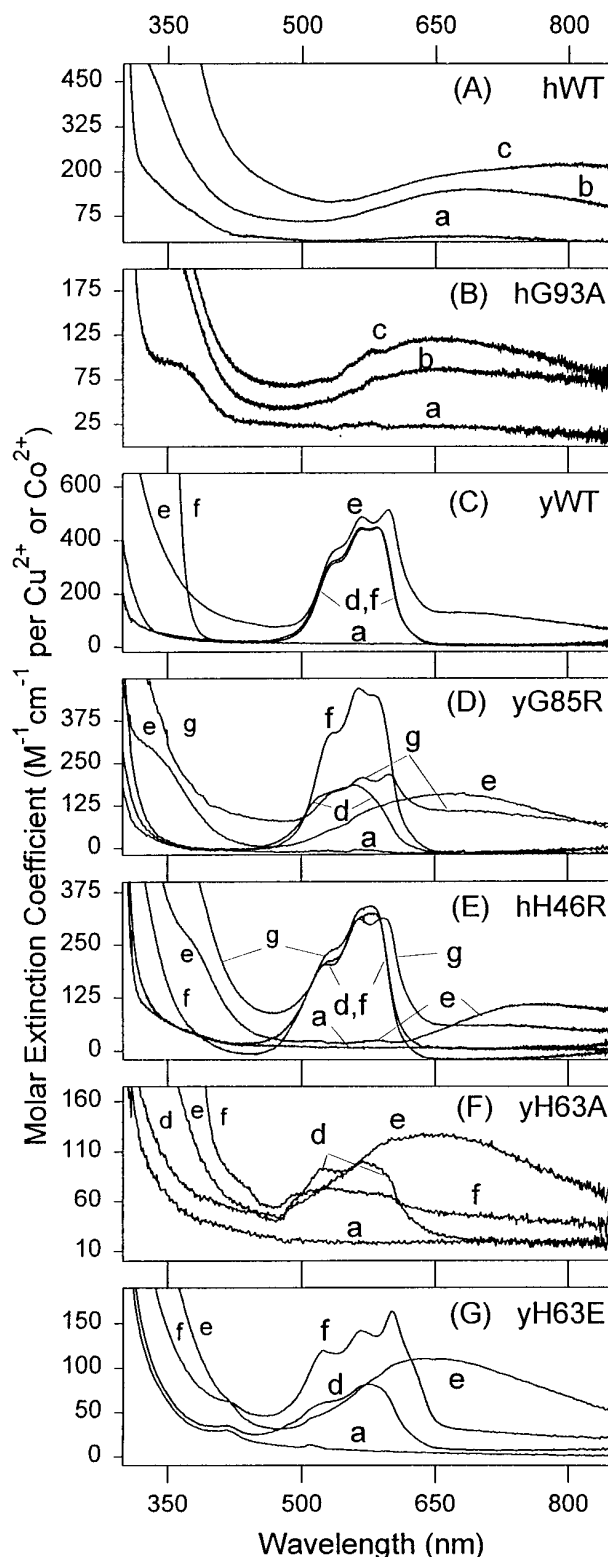 350 500 650 800
(A) hWT
450
325
200
75
c
b
a
(B) hG93A
175
125
75
25
c
b
a
(C) yWT
600
400
200
0
e f
e
d,f
a
(D) yG85R
375
250
125
0
e g
f
g
d
e
a
(E) hH46R
375
250
125
0
g
e
f
g
d,f
a
e
(F) yH63A
160
110
60
10
d e f
d
e
f
a
(G) yH63E
150
100
50
0
f e
f
d
e
a
350 500 650 800
Wavelength (nm)
Molar Extinction Coefficient (M⁻¹cm⁻¹ per Cu²⁺ or Co²⁺)